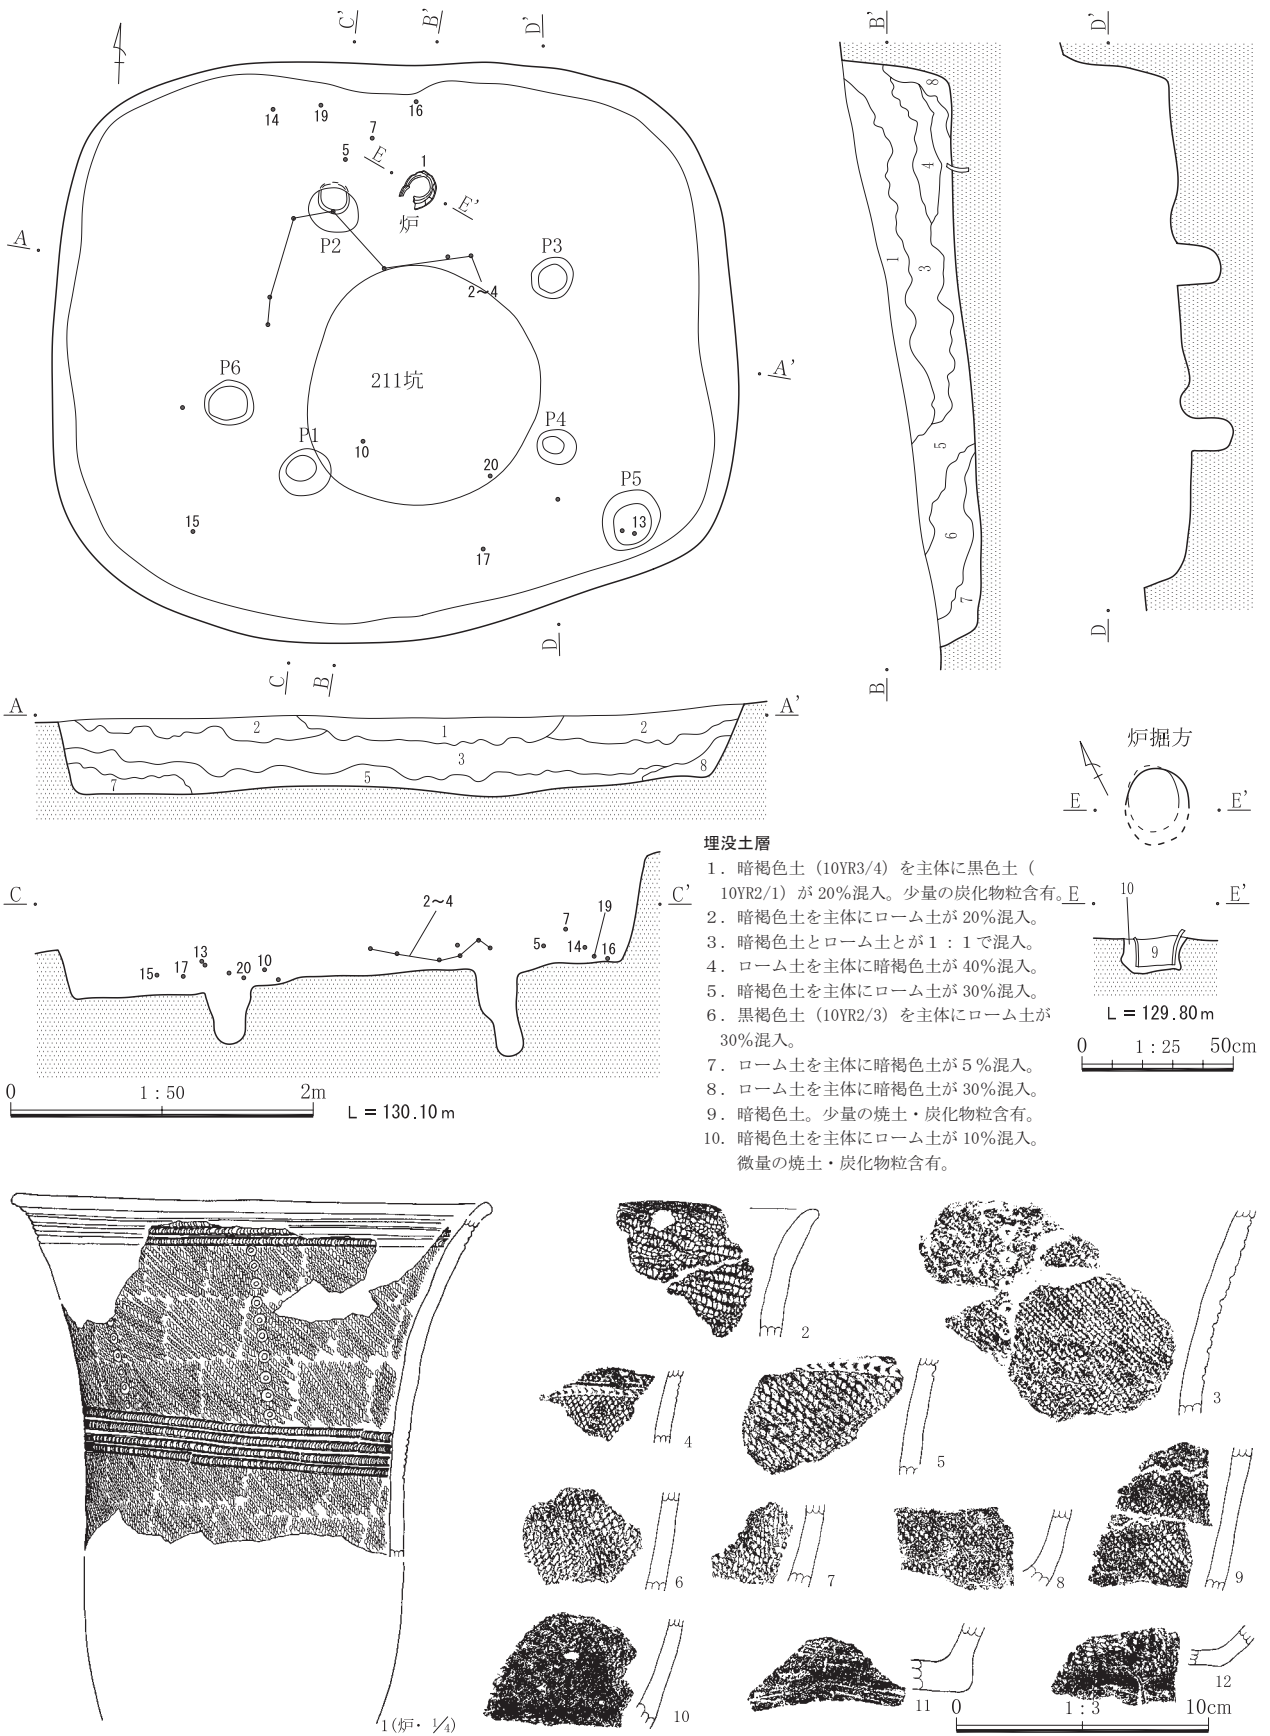 C' B' D'
14 19 16
7
5 E 1
E'
炉
A
P2 P3
2～4
A'
P6
211坑
P1 10 P4
20
P5
13
15
17
D
C B
B'
8
4
1 3
5
6
7
B
D'
D
A A'
2 1 2
3
5 8
7
C C'
2～4
19
7
5 14 16
13
15 17 20 10
0 1：50 2m
L＝130.10m
炉掘方
E E'
E 10 E'
9
L＝129.80m
0 1：25 50cm
埋没土層
1．暗褐色土（10YR3/4）を主体に黒色土（
10YR2/1）が 20%混入。少量の炭化物粒含有。
2．暗褐色土を主体にローム土が 20%混入。
3．暗褐色土とローム土とが１：１で混入。
4．ローム土を主体に暗褐色土が 40%混入。
5．暗褐色土を主体にローム土が 30%混入。
6．黒褐色土（10YR2/3）を主体にローム土が
30%混入。
7．ローム土を主体に暗褐色土が５%混入。
8．ローム土を主体に暗褐色土が 30%混入。
9．暗褐色土。少量の焼土・炭化物粒含有。
10．暗褐色土を主体にローム土が 10%混入。
微量の焼土・炭化物粒含有。
1(炉・1/4)
2
3
4
5
6
7
8
9
10
11
12
0 1：3 10cm